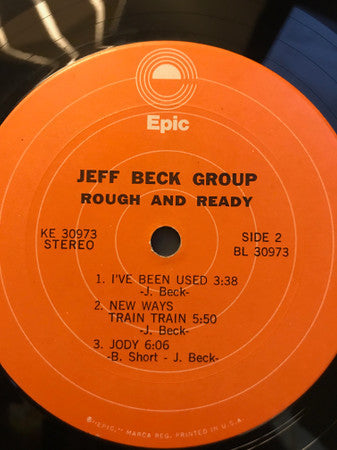 Epic
JEFF BECK GROUP
ROUGH AND READY
KE 30973
STEREO
SIDE 2
BL 30973
1. I'VE BEEN USED 3:38
-J. Beck-
2. NEW WAYS
TRAIN TRAIN 5:50
-J. Beck-
3. JODY 6:06
-B. Short - J. Beck-
®"EPIC," MARCA REG. PRINTED IN U.S.A.